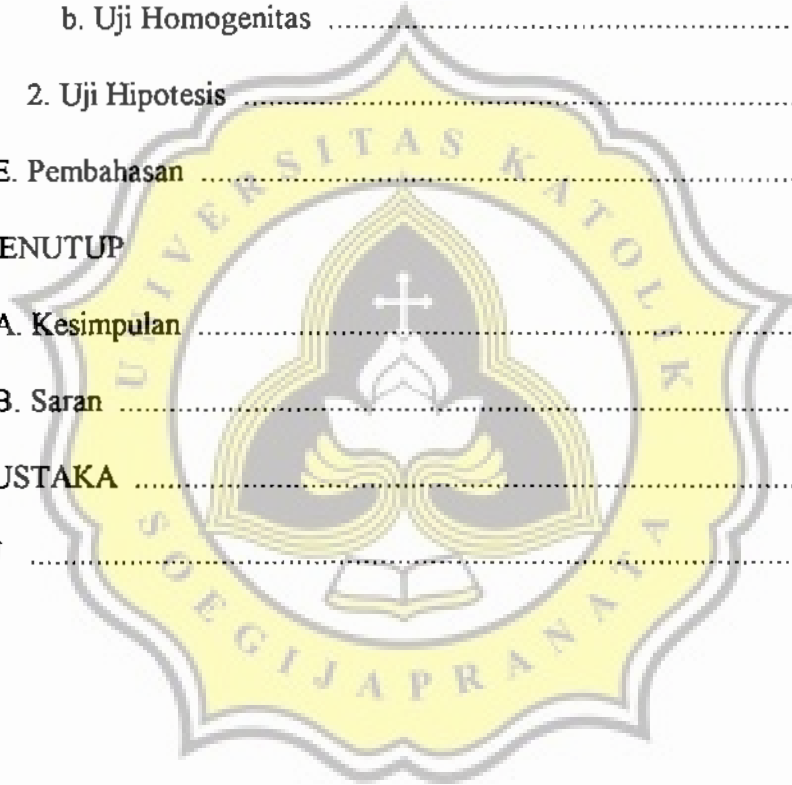 b. Uji Homogenitas ........................................................
2. Uji Hipotesis ........................................................
E. Pembahasan ........................................................
ENUTUP
A. Kesimpulan ........................................................
B. Saran ........................................................
USTAKA ........................................................
........................................................
UNIVERSITAS KATOLIK
SOEGIJAPRANATA